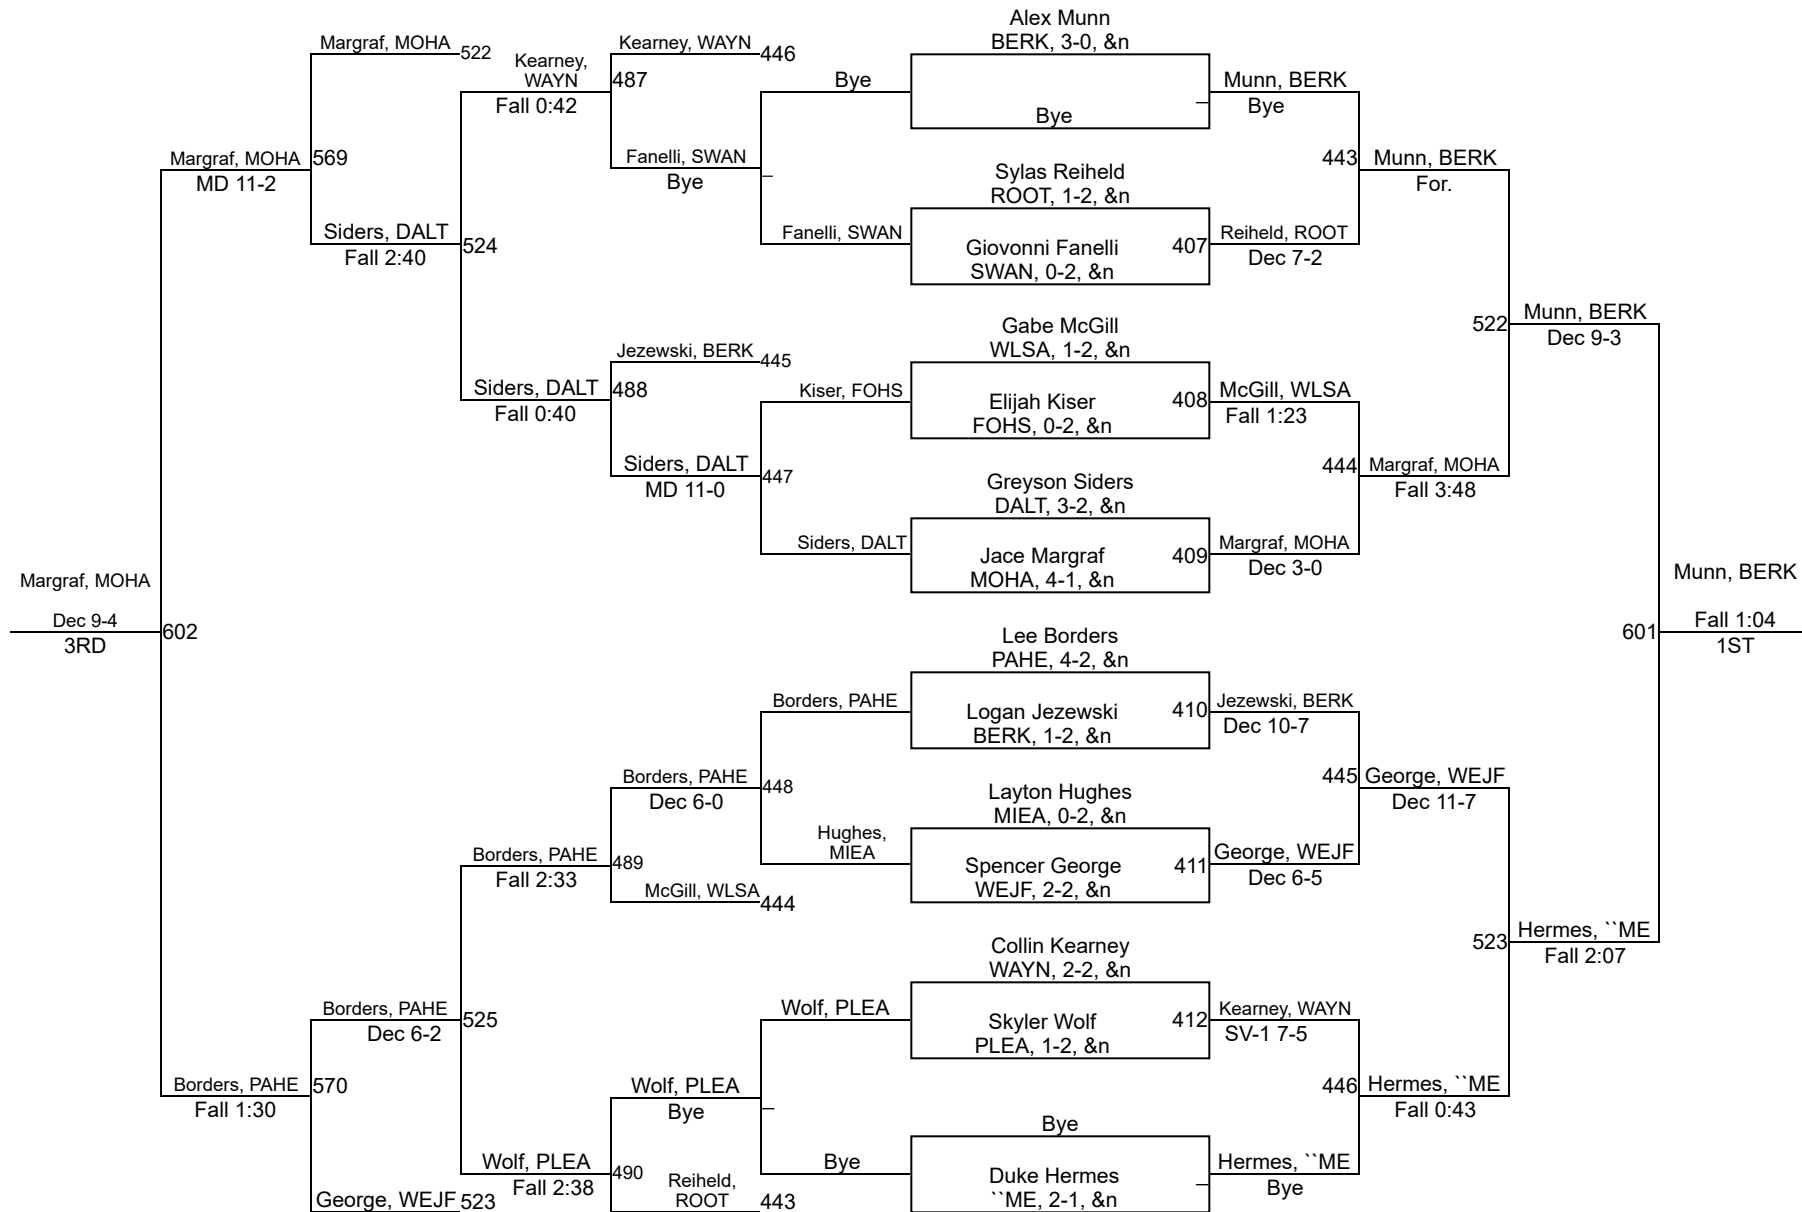 Alex Munn
BERK, 3-0, &n
Bye
Sylas Reiheld
ROOT, 1-2, &n
Giovonni Fanelli
SWAN, 0-2, &n
407
Gabe McGill
WLSA, 1-2, &n
Elijah Kiser
FOHS, 0-2, &n
408
Greyson Siders
DALT, 3-2, &n
Jace Margraf
MOHA, 4-1, &n
409
Lee Borders
PAHE, 4-2, &n
Logan Jezewski
BERK, 1-2, &n
410
Layton Hughes
MIEA, 0-2, &n
Spencer George
WEJF, 2-2, &n
411
Collin Kearney
WAYN, 2-2, &n
Skyler Wolf
PLEA, 1-2, &n
412
Bye
Duke Hermes
``ME, 2-1, &n
Munn, BERK
Bye
Reiheld, ROOT
Dec 7-2
McGill, WLSA
Fall 1:23
Margraf, MOHA
Dec 3-0
Jezewski, BERK
Dec 10-7
George, WEJF
Dec 6-5
Kearney, WAYN
SV-1 7-5
Hermes, ``ME
Bye
443
Munn, BERK
For.
444
Margraf, MOHA
Fall 3:48
445
George, WEJF
Dec 11-7
446
Hermes, ``ME
Fall 0:43
522
Munn, BERK
Dec 9-3
523
Hermes, ``ME
Fall 2:07
601
Munn, BERK
Fall 1:04
1ST
Bye
Fanelli, SWAN
Kiser, FOHS
Siders, DALT
Borders, PAHE
Hughes,
MIEA
Wolf, PLEA
Bye
Kearney, WAYN
446
Fanelli, SWAN
Bye
Jezewski, BERK
445
Siders, DALT
MD 11-0
447
Borders, PAHE
Dec 6-0
448
McGill, WLSA
444
Wolf, PLEA
Bye
Reiheld,
ROOT
443
Kearney,
WAYN
Fall 0:42
487
Siders, DALT
Fall 0:40
488
Borders, PAHE
Fall 2:33
489
Wolf, PLEA
Fall 2:38
490
Margraf, MOHA
522
Siders, DALT
Fall 2:40
524
Borders, PAHE
Dec 6-2
525
George, WEJF
523
Margraf, MOHA
MD 11-2
569
Borders, PAHE
Fall 1:30
570
Margraf, MOHA
Dec 9-4
3RD
602